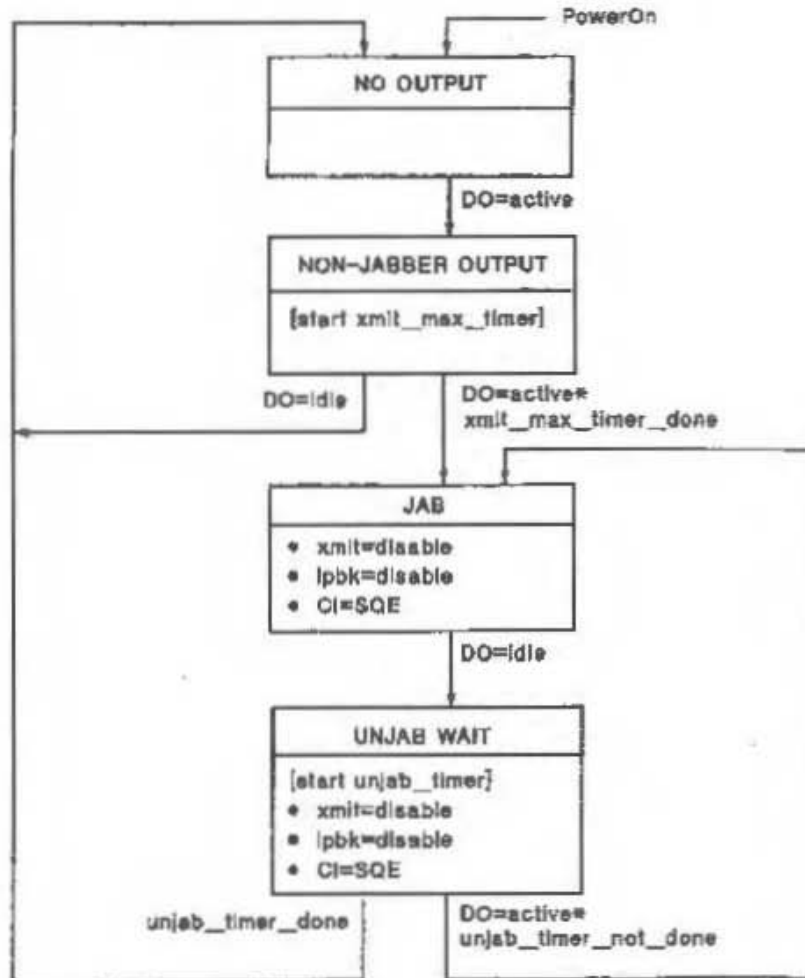 PowerOn
NO OUTPUT
DO=active
NON-JABBER OUTPUT
[start xmit_max_timer]
DO=idle
DO=active*
xmit_max_timer_done
JAB
• xmit=disable
• lpbk=disable
• CI=SQE
DO=idle
UNJAB WAIT
[start unjab_timer]
• xmit=disable
• lpbk=disable
• CI=SQE
unjab_timer_done
DO=active*
unjab_timer_not_done